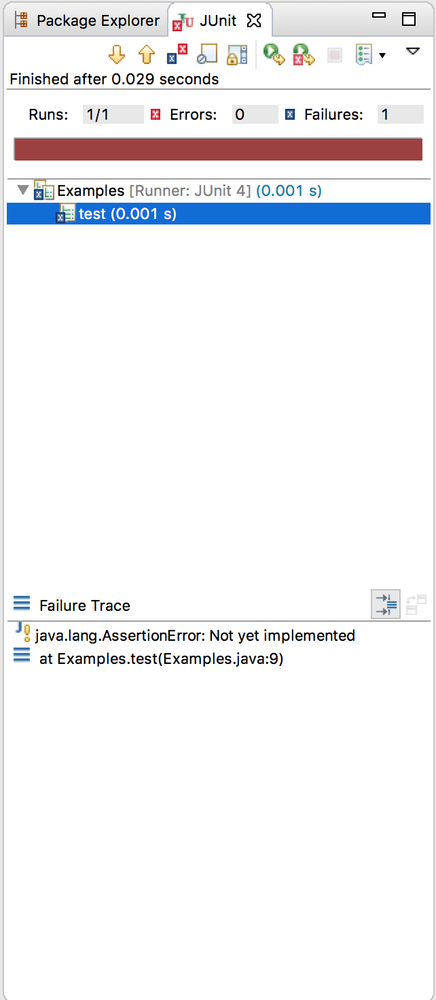 Package Explorer JUnit
Finished after 0.029 seconds
Runs: 1/1 Errors: 0 Failures: 1
Examples [Runner: JUnit 4] (0.001 s)
test (0.001 s)
Failure Trace
java.lang.AssertionError: Not yet implemented
at Examples.test(Examples.java:9)